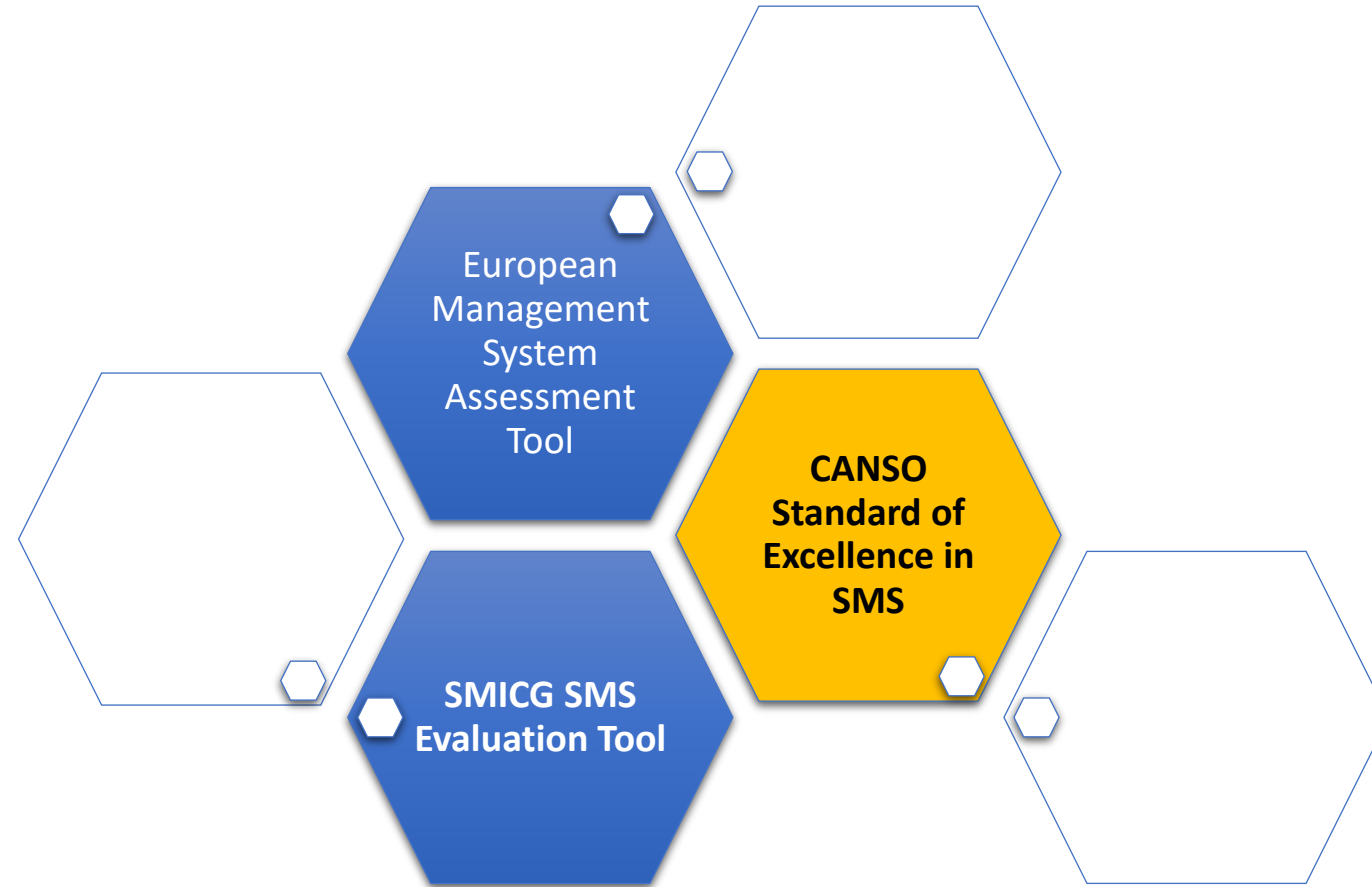 European
Management
System
Assessment
Tool
CANSO
Standard of
Excellence in
SMS
SMICG SMS
Evaluation Tool